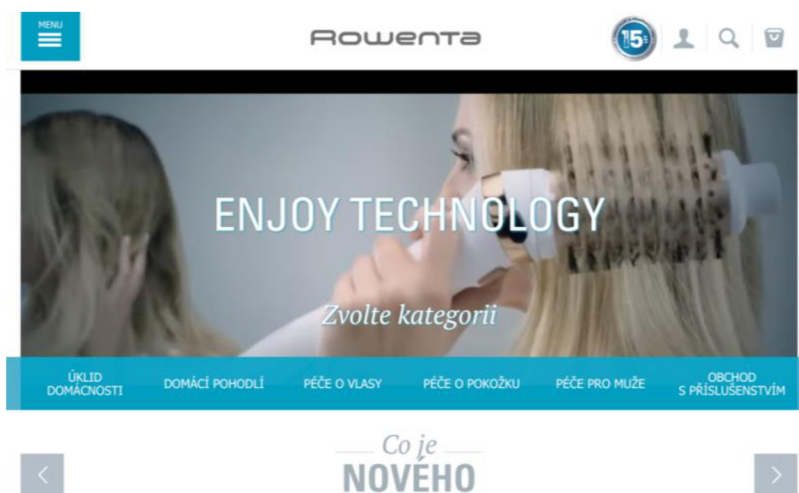 MENU
Rowenta
15
ENJOY TECHNOLOGY
Zvolte kategorii
ÚKLID
DOMÁCNOSTI
DOMÁCÍ POHODLÍ
PÉČE O VLASY
PÉČE O POKOŽKU
PÉČE PRO MUŽE
OBCHOD
S PŘÍSLUŠENSTVÍM
Co je
NOVÉHO